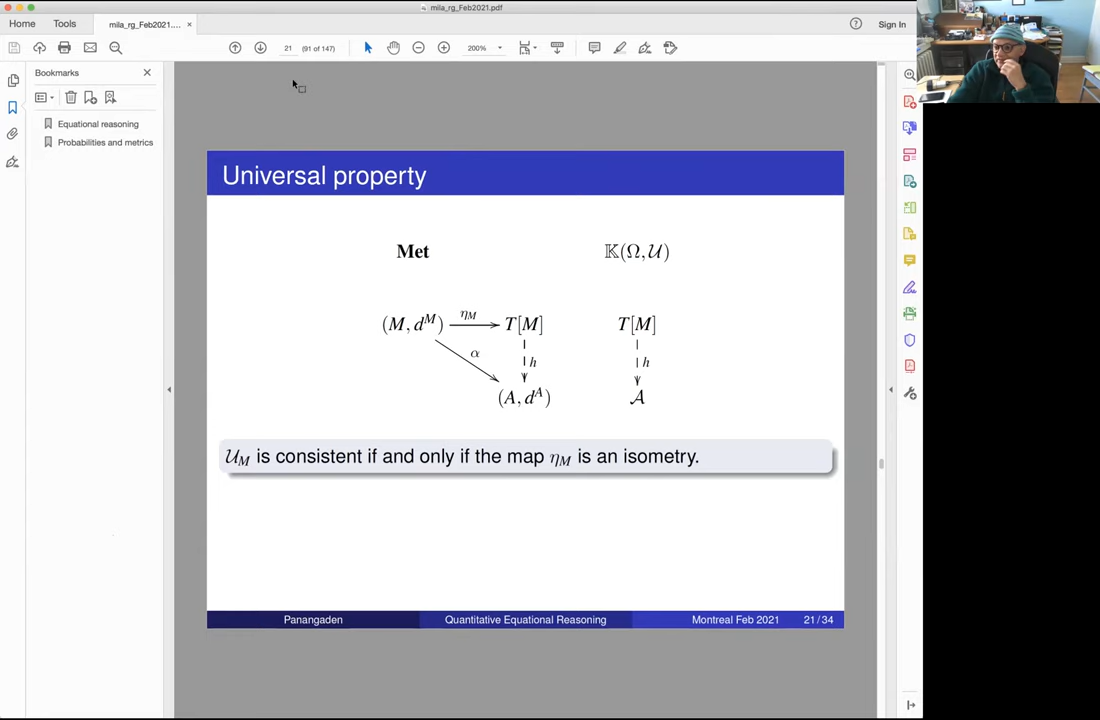 mila_rg_Feb2021.pdf
Home Tools mila_rg_Feb2021.... × Sign In
21 (91 of 147) 200%
Bookmarks
Equational reasoning
Probabilities and metrics
Universal property
Met 𝕂(Ω, 𝒰)
(M, d^M) η_M T[M] T[M]
α h h
(A, d^A) 𝒜
𝒰_M is consistent if and only if the map η_M is an isometry.
Panangaden Quantitative Equational Reasoning Montreal Feb 2021 21 / 34